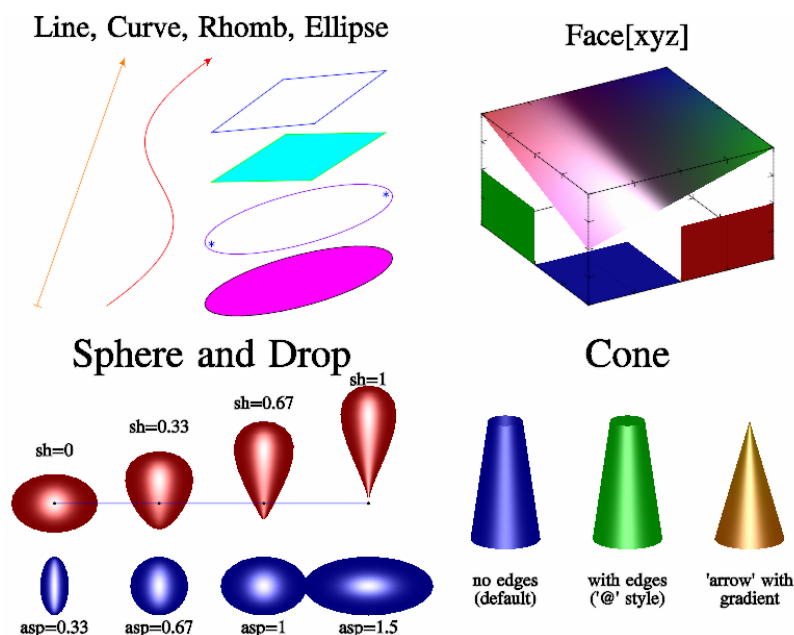 Line, Curve, Rhomb, Ellipse
Face[xyz]
*
*
Sphere and Drop
Cone
sh=0
sh=0.33
sh=0.67
sh=1
asp=0.33
asp=0.67
asp=1
asp=1.5
no edges
(default)
with edges
('@' style)
'arrow' with
gradient